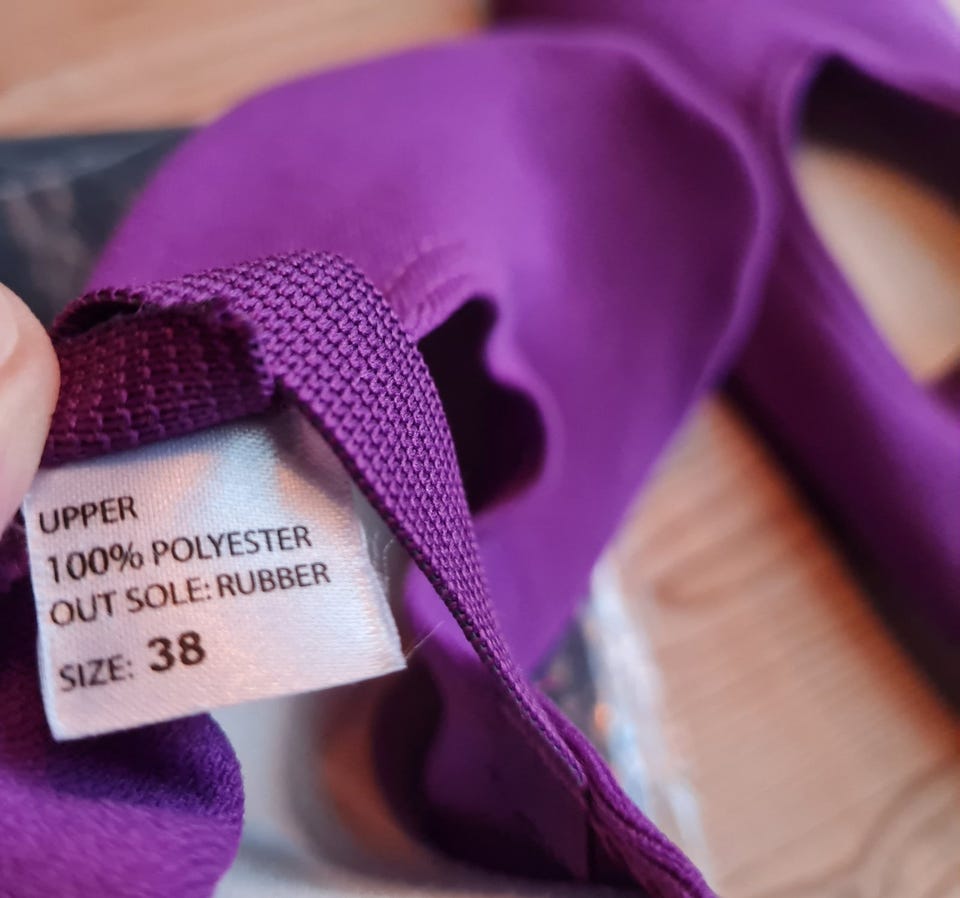 UPPER
100% POLYESTER
OUT SOLE: RUBBER
SIZE: 38